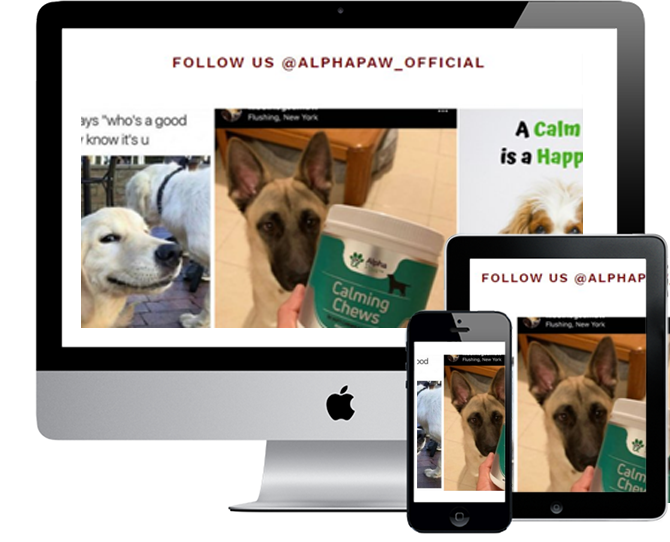 FOLLOW US @ALPHAPAW_OFFICIAL
ays "who's a good
know it's u
Flushing, New York
A Calm
is a Happ
Alpha
Calming
Chews
FOLLOW US @ALPHAP
Flushing, New York
Calm
Chew
ood
Flushing, New York